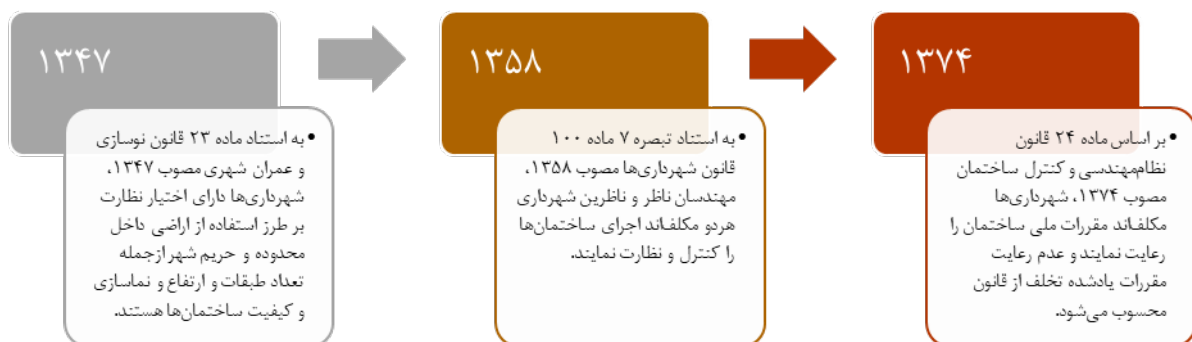 ۱۳۴۷
• به استناد ماده ۲۳ قانون نوسازی
و عمران شهری مصوب ۱۳۴۷،
شهرداری‌ها دارای اختیار نظارت
بر طرز استفاده از اراضی داخل
محدوده و حریم شهر ازجمله
تعداد طبقات و ارتفاع و نماسازی
و کیفیت ساختمان‌ها هستند.
۱۳۵۸
• به استناد تبصره ۷ ماده ۱۰۰
قانون شهرداری‌ها مصوب ۱۳۵۸،
مهندسان ناظر و ناظرین شهرداری
هردو مکلف‌اند اجرای ساختمان‌ها
را کنترل و نظارت نمایند.
۱۳۷۴
• بر اساس ماده ۲۴ قانون
نظام‌مهندسی و کنترل ساختمان
مصوب ۱۳۷۴، شهرداری‌ها
مکلف‌اند مقررات ملی ساختمان را
رعایت نمایند و عدم رعایت
مقررات یادشده تخلف از قانون
محسوب می‌شود.